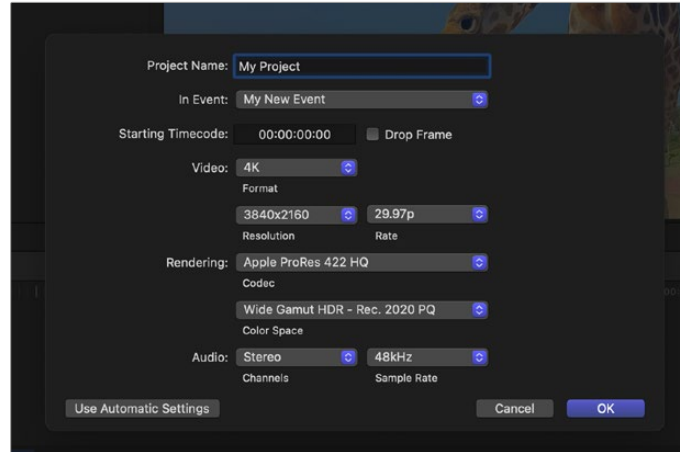 Project Name: My Project
In Event: My New Event
Starting Timecode: 00:00:00:00 Drop Frame
Video: 4K
Format
3840x2160 29.97p
Resolution Rate
Rendering: Apple ProRes 422 HQ
Codec
Wide Gamut HDR - Rec. 2020 PQ
Color Space
Audio: Stereo 48kHz
Channels Sample Rate
Use Automatic Settings Cancel OK